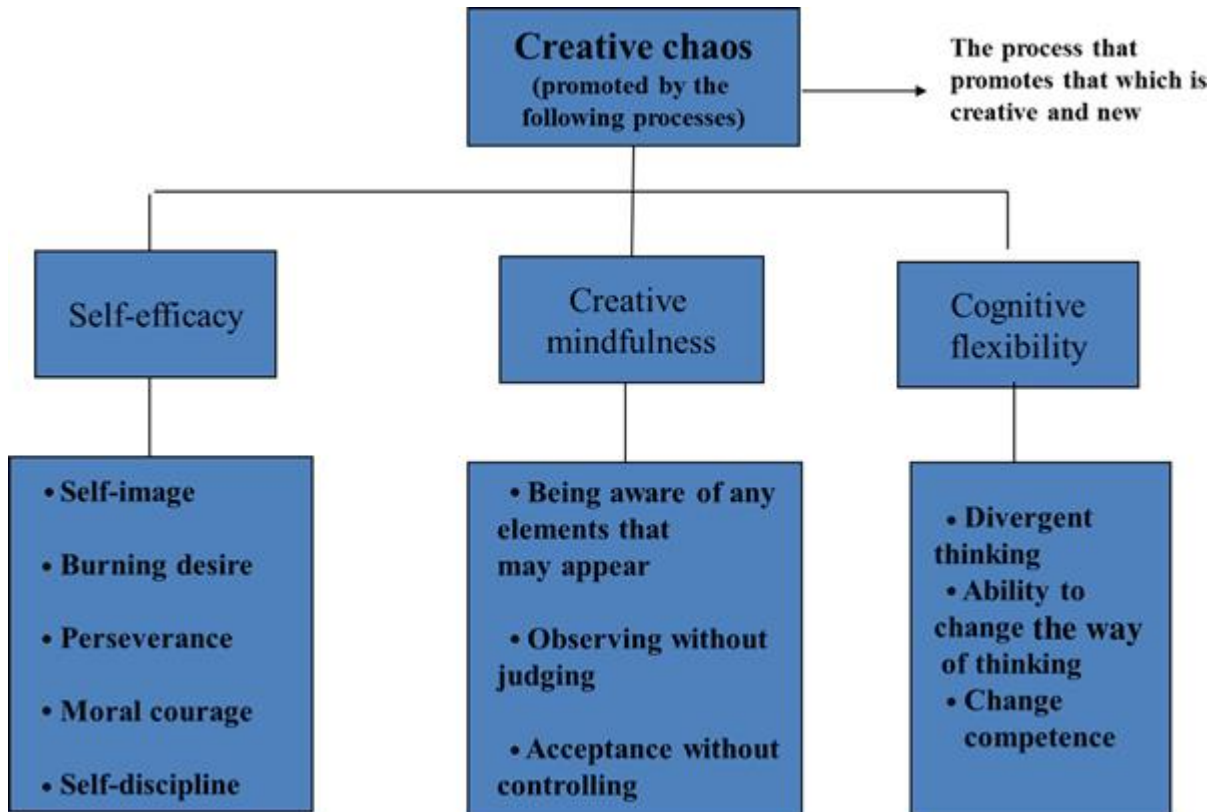 Creative chaos
(promoted by the
following processes)
The process that
promotes that which is
creative and new
Self-efficacy
Creative
mindfulness
Cognitive
flexibility
• Self-image
• Burning desire
• Perseverance
• Moral courage
• Self-discipline
• Being aware of any
elements that
may appear
• Observing without
judging
• Acceptance without
controlling
• Divergent
thinking
• Ability to
change the way
of thinking
• Change
competence